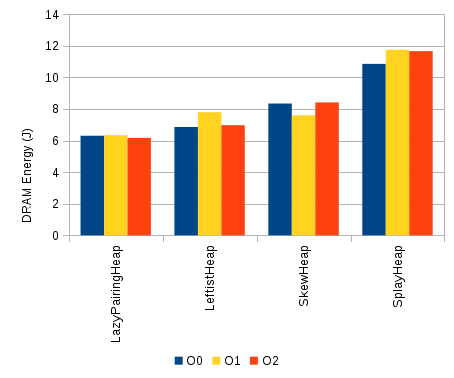 14
12
10
8
6
4
2
0
DRAM Energy (J)
LazyPairingHeap
LeftistHeap
SkewHeap
SplayHeap
O0 O1 O2